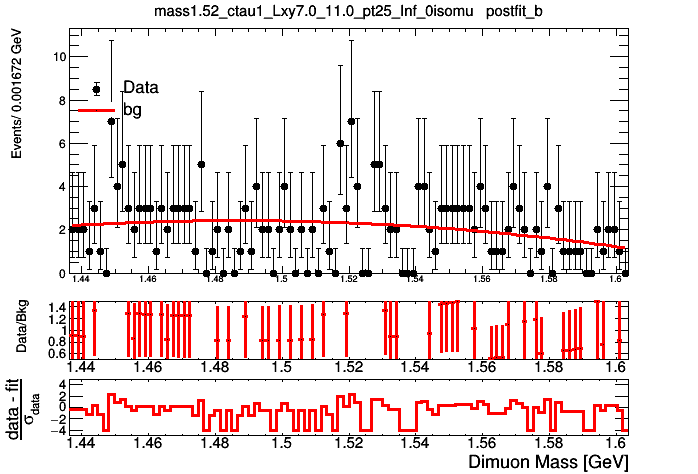 mass1.52_ctau1_Lxy7.0_11.0_pt25_Inf_0isomu postfit_b
Events/ 0.001672 GeV
10
8
6
4
2
0
Data
bg
1.44 1.46 1.48 1.5 1.52 1.54 1.56 1.58 1.6
Data/Bkg
1.4
1.2
1
0.8
0.6
1.44 1.46 1.48 1.5 1.52 1.54 1.56 1.58 1.6
data - fit
σdata
4
2
0
−2
−4
1.44 1.46 1.48 1.5 1.52 1.54 1.56 1.58 1.6
Dimuon Mass [GeV]